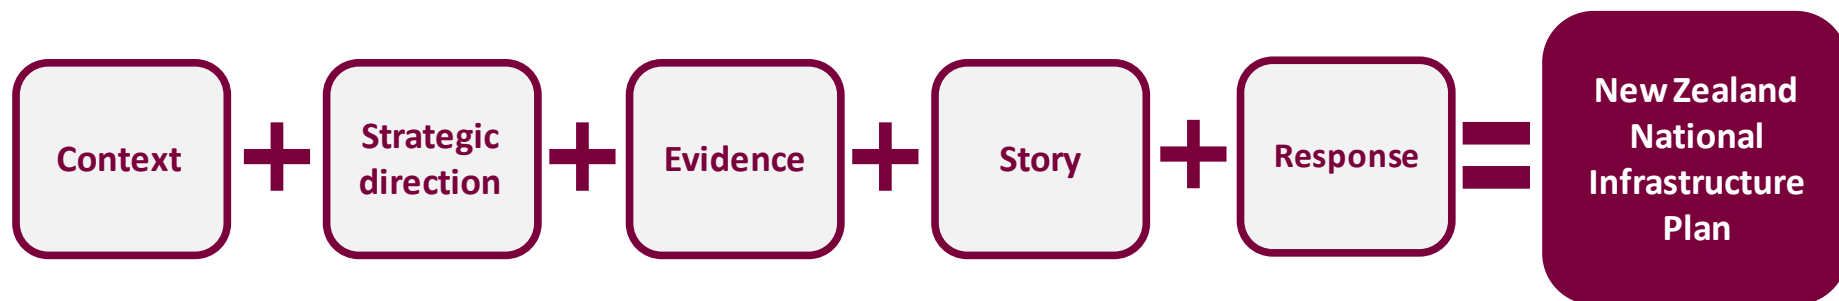 Context
+
Strategic
direction
+
Evidence
+
Story
+
Response
=
New Zealand
National
Infrastructure
Plan